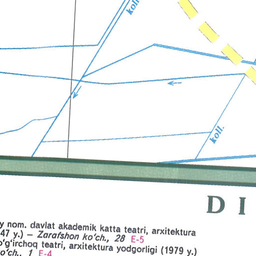 koll.
koll.
D I
y nom. davlat akademik katta teatri, arxitektura
47 y.) – Zarafshon ko'ch., 28 E-5
o'g'irchoq teatri, arxitektura yodgorligi (1979 y.)
o'ch., 1 E-4